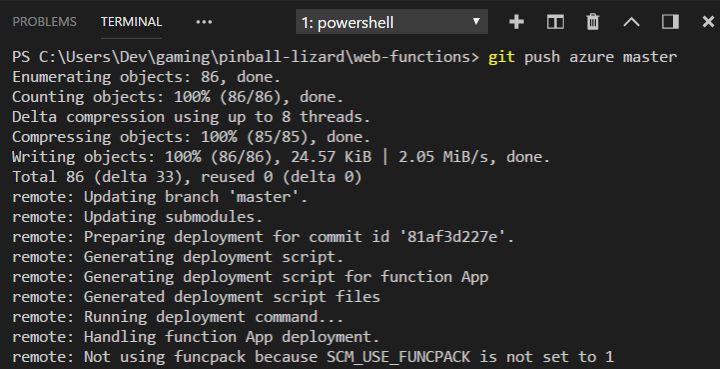 PROBLEMS TERMINAL ••• 1: powershell
PS C:\Users\Dev\gaming\pinball-lizard\web-functions> git push azure master
Enumerating objects: 86, done.
Counting objects: 100% (86/86), done.
Delta compression using up to 8 threads.
Compressing objects: 100% (85/85), done.
Writing objects: 100% (86/86), 24.57 KiB | 2.05 MiB/s, done.
Total 86 (delta 33), reused 0 (delta 0)
remote: Updating branch 'master'.
remote: Updating submodules.
remote: Preparing deployment for commit id '81af3d227e'.
remote: Generating deployment script.
remote: Generating deployment script for function App
remote: Generated deployment script files
remote: Running deployment command...
remote: Handling function App deployment.
remote: Not using funcpack because SCM_USE_FUNCPACK is not set to 1